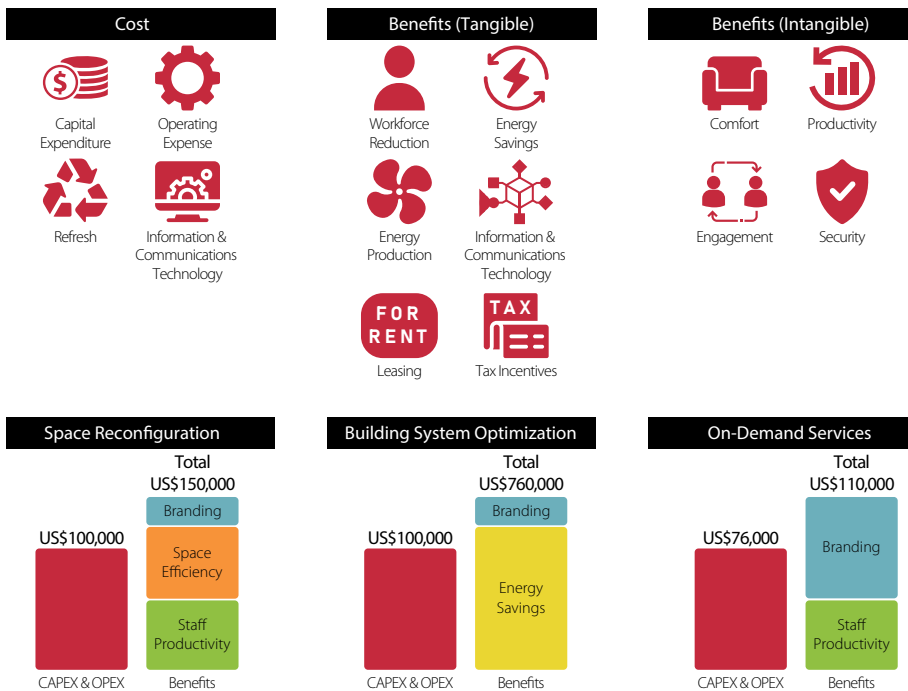 Cost
Capital
Expenditure
Operating
Expense
Refresh
Information &
Communications
Technology
Benefits (Tangible)
Workforce
Reduction
Energy
Savings
Energy
Production
Information &
Communications
Technology
FOR
RENT
Leasing
TAX
Tax Incentives
Benefits (Intangible)
Comfort
Productivity
Engagement
Security
Space Reconfiguration
Total
US$150,000
US$100,000
Branding
Space
Efficiency
Staff
Productivity
CAPEX & OPEX
Benefits
Building System Optimization
Total
US$760,000
US$100,000
Branding
Energy
Savings
CAPEX & OPEX
Benefits
On-Demand Services
Total
US$110,000
US$76,000
Branding
Staff
Productivity
CAPEX & OPEX
Benefits